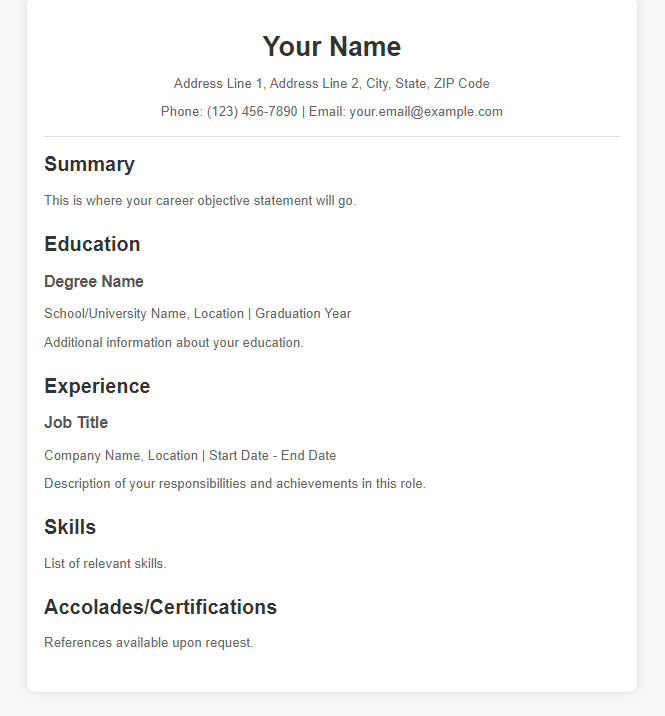 Your Name
Address Line 1, Address Line 2, City, State, ZIP Code
Phone: (123) 456-7890 | Email: your.email@example.com
Summary
This is where your career objective statement will go.
Education
Degree Name
School/University Name, Location | Graduation Year
Additional information about your education.
Experience
Job Title
Company Name, Location | Start Date - End Date
Description of your responsibilities and achievements in this role.
Skills
List of relevant skills.
Accolades/Certifications
References available upon request.